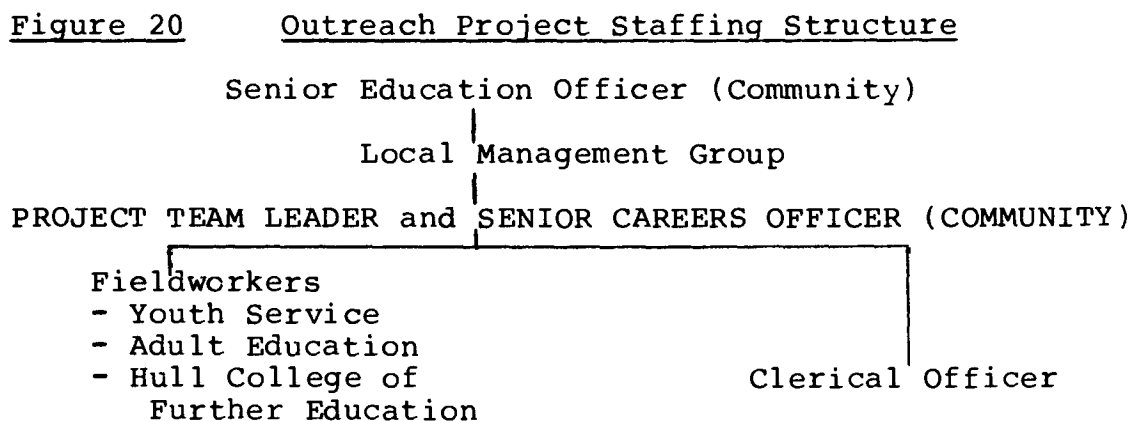 Figure 20 Outreach Project Staffing Structure
Senior Education Officer (Community)
Local Management Group
PROJECT TEAM LEADER and SENIOR CAREERS OFFICER (COMMUNITY)
Fieldworkers
- Youth Service
- Adult Education
- Hull College of
Further Education
Clerical Officer